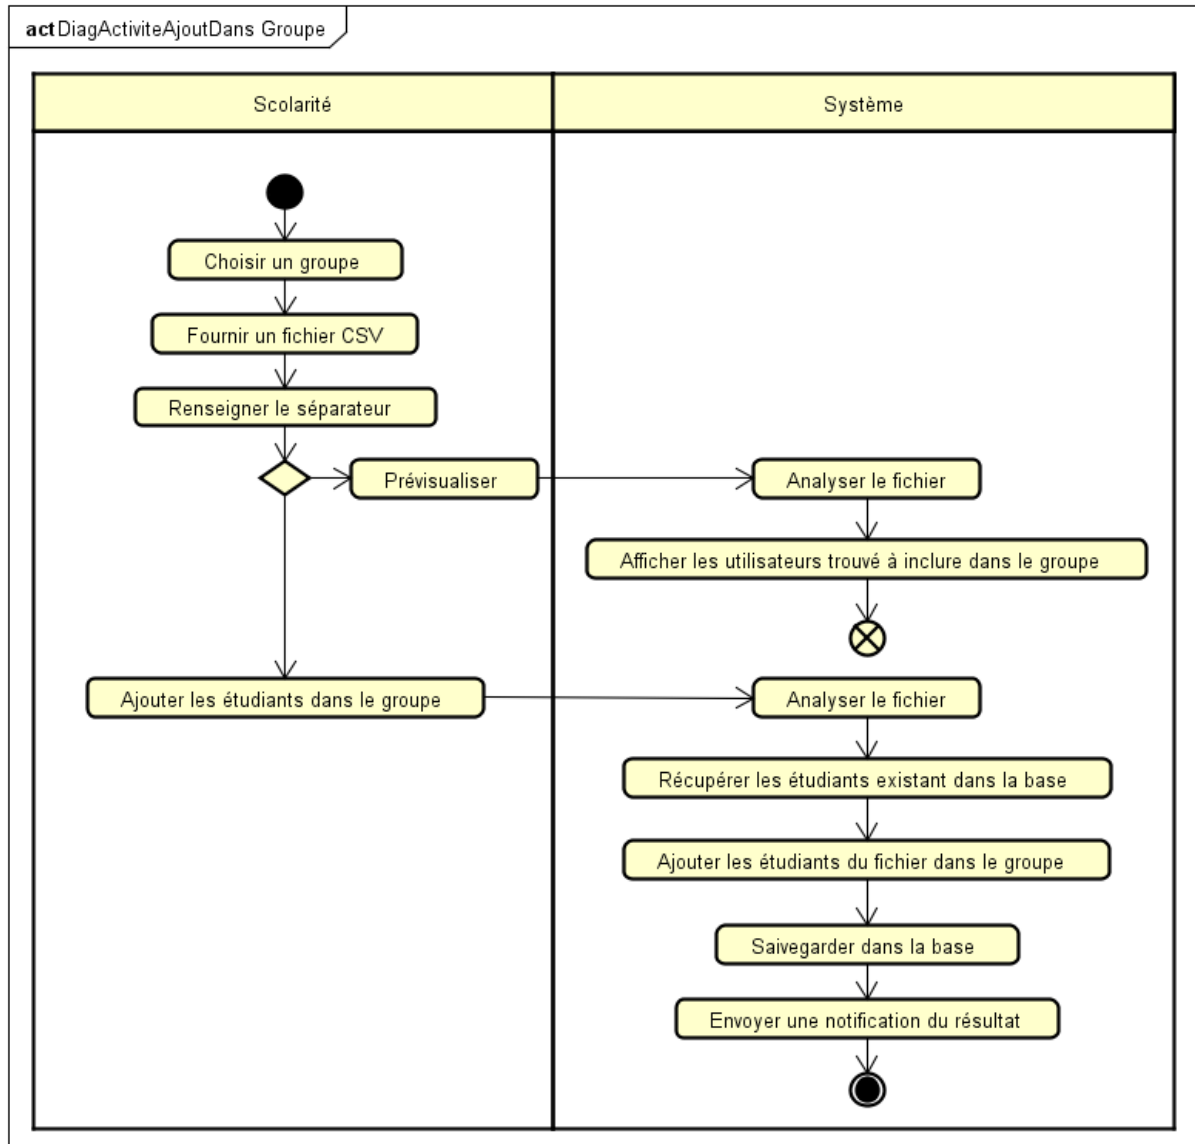 act DiagActiviteAjoutDans Groupe
Scolarité
Système
Choisir un groupe
Fournir un fichier CSV
Renseigner le séparateur
Prévisualiser
Analyser le fichier
Afficher les utilisateurs trouvé à inclure dans le groupe
Ajouter les étudiants dans le groupe
Analyser le fichier
Récupérer les étudiants existant dans la base
Ajouter les étudiants du fichier dans le groupe
Saivegarder dans la base
Envoyer une notification du résultat